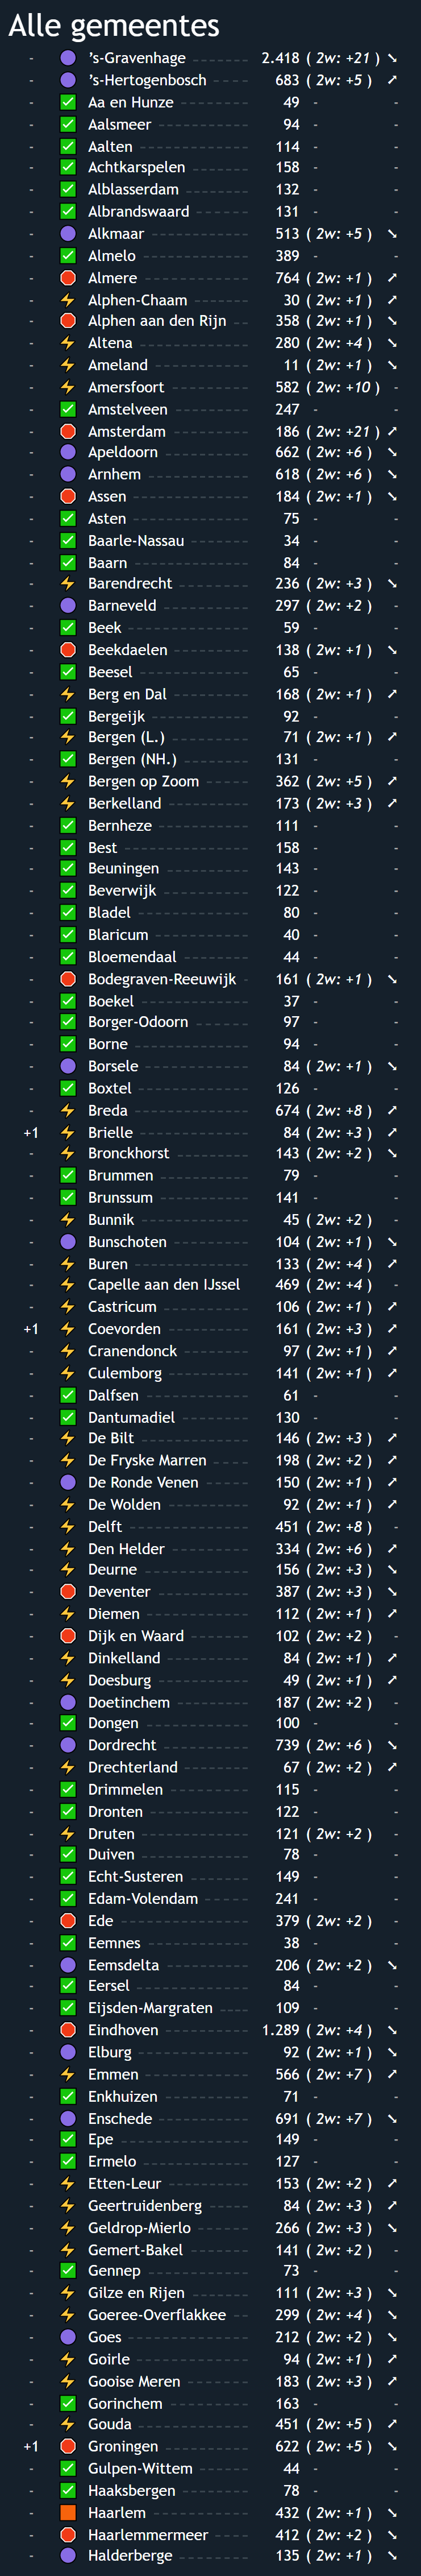 Alle gemeentes
- 's-Gravenhage 2.418 ( 2w: +21 ) ➘
- 's-Hertogenbosch 683 ( 2w: +5 ) ➚
- ✅ Aa en Hunze 49 - -
- ✅ Aalsmeer 94 - -
- ✅ Aalten 114 - -
- ✅ Achtkarspelen 158 - -
- ✅ Alblasserdam 132 - -
- ✅ Albrandswaard 131 - -
- Alkmaar 513 ( 2w: +5 ) ➘
- ✅ Almelo 389 - -
- Almere 764 ( 2w: +1 ) ➚
- ⚡ Alphen-Chaam 30 ( 2w: +1 ) ➚
- Alphen aan den Rijn 358 ( 2w: +1 ) ➘
- ⚡ Altena 280 ( 2w: +4 ) ➘
- ⚡ Ameland 11 ( 2w: +1 ) ➘
- ⚡ Amersfoort 582 ( 2w: +10 ) -
- ✅ Amstelveen 247 - -
- Amsterdam 186 ( 2w: +21 ) ➚
- Apeldoorn 662 ( 2w: +6 ) ➘
- Arnhem 618 ( 2w: +6 ) ➘
- Assen 184 ( 2w: +1 ) ➘
- ✅ Asten 75 - -
- ✅ Baarle-Nassau 34 - -
- ✅ Baarn 84 - -
- ⚡ Barendrecht 236 ( 2w: +3 ) ➘
- Barneveld 297 ( 2w: +2 ) -
- ✅ Beek 59 - -
- Beekdaelen 138 ( 2w: +1 ) ➘
- ✅ Beesel 65 - -
- ⚡ Berg en Dal 168 ( 2w: +1 ) ➚
- ✅ Bergeijk 92 - -
- ⚡ Bergen (L.) 71 ( 2w: +1 ) ➚
- ✅ Bergen (NH.) 131 - -
- ⚡ Bergen op Zoom 362 ( 2w: +5 ) ➚
- ⚡ Berkelland 173 ( 2w: +3 ) ➚
- ✅ Bernheze 111 - -
- ✅ Best 158 - -
- ✅ Beuningen 143 - -
- ✅ Beverwijk 122 - -
- ✅ Bladel 80 - -
- ✅ Blaricum 40 - -
- ✅ Bloemendaal 44 - -
- Bodegraven-Reeuwijk 161 ( 2w: +1 ) ➘
- ✅ Boekel 37 - -
- ✅ Borger-Odoorn 97 - -
- ✅ Borne 94 - -
- Borsele 84 ( 2w: +1 ) ➘
- ✅ Boxtel 126 - -
- ⚡ Breda 674 ( 2w: +8 ) ➚
+1 ⚡ Brielle 84 ( 2w: +3 ) ➚
- ⚡ Bronckhorst 143 ( 2w: +2 ) ➘
- ✅ Brummen 79 - -
- ✅ Brunssum 141 - -
- ⚡ Bunnik 45 ( 2w: +2 ) -
- Bunschoten 104 ( 2w: +1 ) ➘
- ⚡ Buren 133 ( 2w: +4 ) ➚
- ⚡ Capelle aan den IJssel 469 ( 2w: +4 ) -
- ⚡ Castricum 106 ( 2w: +1 ) ➚
+1 ⚡ Coevorden 161 ( 2w: +3 ) ➚
- ⚡ Cranendonck 97 ( 2w: +1 ) ➚
- ⚡ Culemborg 141 ( 2w: +1 ) ➚
- ✅ Dalfsen 61 - -
- ✅ Dantumadiel 130 - -
- ⚡ De Bilt 146 ( 2w: +3 ) ➚
- ⚡ De Fryske Marren 198 ( 2w: +2 ) ➚
- De Ronde Venen 150 ( 2w: +1 ) ➚
- ⚡ De Wolden 92 ( 2w: +1 ) ➚
- ⚡ Delft 451 ( 2w: +8 ) -
- ⚡ Den Helder 334 ( 2w: +6 ) ➚
- ⚡ Deurne 156 ( 2w: +3 ) ➘
- Deventer 387 ( 2w: +3 ) ➘
- ⚡ Diemen 112 ( 2w: +1 ) ➚
- Dijk en Waard 102 ( 2w: +2 ) -
- ⚡ Dinkelland 84 ( 2w: +1 ) ➚
- ⚡ Doesburg 49 ( 2w: +1 ) ➚
- Doetinchem 187 ( 2w: +2 ) -
- ✅ Dongen 100 - -
- Dordrecht 739 ( 2w: +6 ) ➘
- ⚡ Drechterland 67 ( 2w: +2 ) ➚
- ✅ Drimmelen 115 - -
- ✅ Dronten 122 - -
- ⚡ Druten 121 ( 2w: +2 ) -
- ✅ Duiven 78 - -
- ✅ Echt-Susteren 149 - -
- ✅ Edam-Volendam 241 - -
- Ede 379 ( 2w: +2 ) -
- ✅ Eemnes 38 - -
- Eemsdelta 206 ( 2w: +2 ) ➘
- ✅ Eersel 84 - -
- ✅ Eijsden-Margraten 109 - -
- Eindhoven 1.289 ( 2w: +4 ) ➘
- Elburg 92 ( 2w: +1 ) ➘
- ⚡ Emmen 566 ( 2w: +7 ) ➚
- ✅ Enkhuizen 71 - -
- Enschede 691 ( 2w: +7 ) ➘
- ✅ Epe 149 - -
- ✅ Ermelo 127 - -
- ⚡ Etten-Leur 153 ( 2w: +2 ) ➚
- ⚡ Geertruidenberg 84 ( 2w: +3 ) ➚
- ⚡ Geldrop-Mierlo 266 ( 2w: +3 ) ➘
- ⚡ Gemert-Bakel 141 ( 2w: +2 ) -
- ✅ Gennep 73 - -
- ⚡ Gilze en Rijen 111 ( 2w: +3 ) ➘
- ⚡ Goeree-Overflakkee 299 ( 2w: +4 ) ➘
- Goes 212 ( 2w: +2 ) ➘
- ⚡ Goirle 94 ( 2w: +1 ) ➚
- ⚡ Gooise Meren 183 ( 2w: +3 ) ➚
- ✅ Gorinchem 163 - -
- ⚡ Gouda 451 ( 2w: +5 ) ➚
+1 Groningen 622 ( 2w: +5 ) ➘
- ✅ Gulpen-Wittem 44 - -
- ✅ Haaksbergen 78 - -
- Haarlem 432 ( 2w: +1 ) ➘
- Haarlemmermeer 412 ( 2w: +2 ) ➘
- Halderberge 135 ( 2w: +1 ) ➘